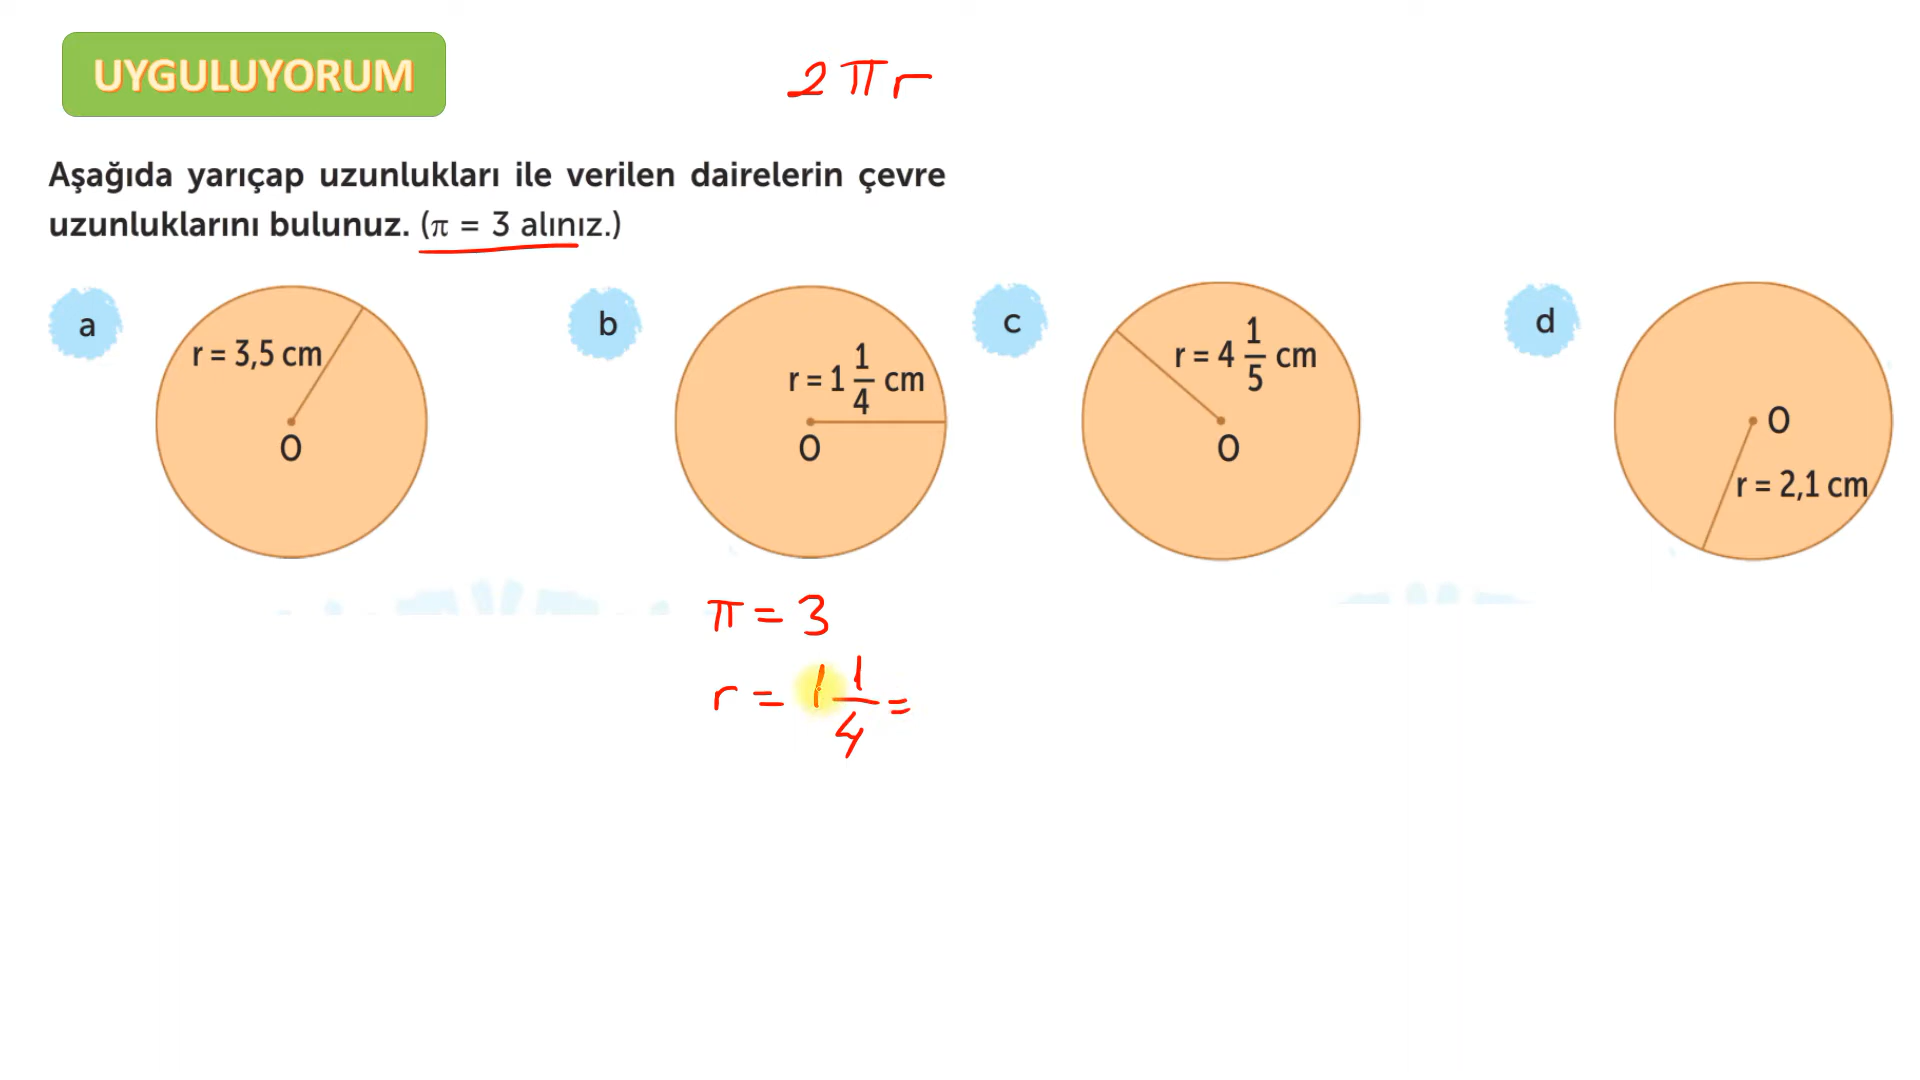 UYGULUYORUM
2πr
Aşağıda yarıçap uzunlukları ile verilen dairelerin çevre
uzunluklarını bulunuz. (π = 3 alınız.)
a
r = 3,5 cm
O
b
r = 1 1/4 cm
O
c
r = 4 1/5 cm
O
d
O
r = 2,1 cm
π = 3
r = 1 1/4 =